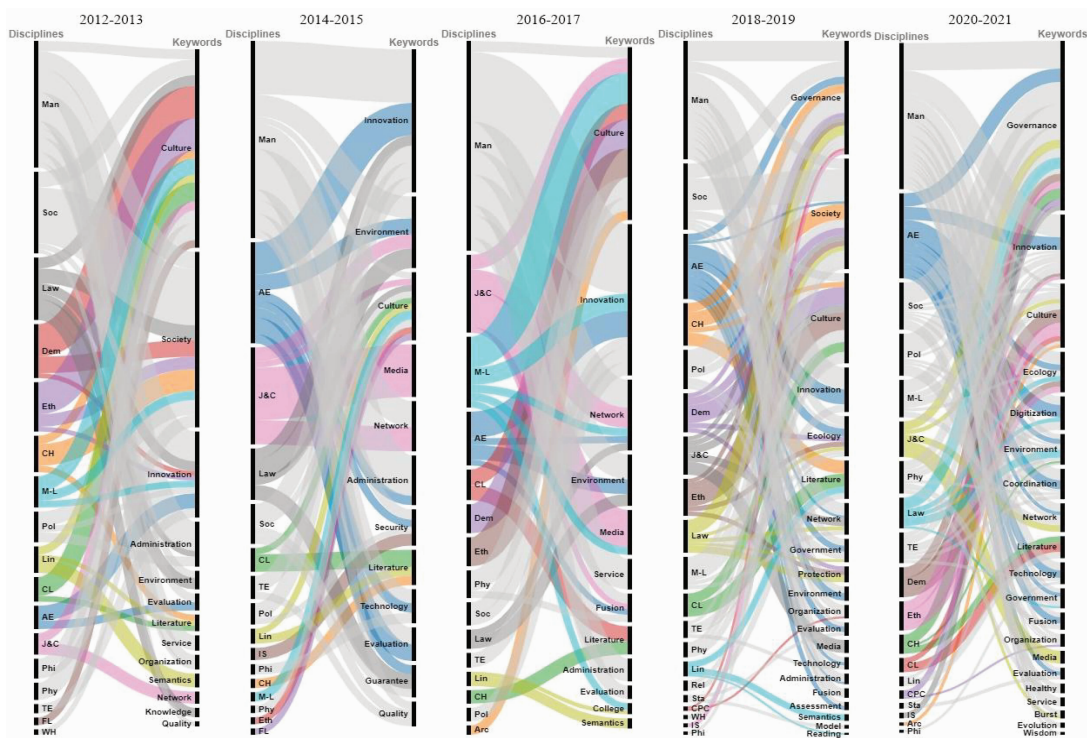 2012-2013
Disciplines
Keywords
Man
Soc
Law
Dem
Eth
CH
M-L
Pol
Lin
CL
AE
J&C
Phi
Phy
TE
FL
WH
Culture
Society
Innovation
Administration
Environment
Evaluation
Literature
Service
Organization
Semantics
Network
Knowledge
Quality
2014-2015
Disciplines
Keywords
Man
AE
J&C
Law
Soc
CL
TE
Pol
Lin
IS
Phi
CH
M-L
Phy
Eth
FL
Innovation
Environment
Culture
Media
Network
Administration
Security
Literature
Technology
Evaluation
Guarantee
Quality
2016-2017
Disciplines
Keywords
Man
J&C
M-L
AE
CL
Dem
Eth
Phy
Soc
Law
TE
Lin
CH
Pol
Arc
Culture
Innovation
Network
Environment
Media
Service
Fusion
Literature
Administration
Evaluation
College
Semantics
2018-2019
Disciplines
Keywords
Man
Soc
AE
CH
Pol
Dem
J&C
Eth
Law
M-L
CL
TE
Phy
Lin
Rel
Sta
CPC
WH
IS
Phi
Governance
Society
Culture
Innovation
Ecology
Literature
Network
Government
Protection
Environment
Organization
Evaluation
Media
Technology
Administration
Fusion
Assessment
Semantics
Model
Reading
2020-2021
Disciplines
Keywords
Man
AE
Soc
Pol
M-L
J&C
Phy
Law
TE
Dem
Eth
CH
CL
Lin
CPC
Sta
IS
Arc
Phi
Governance
Innovation
Culture
Ecology
Digitization
Environment
Coordination
Network
Literature
Technology
Government
Fusion
Organization
Media
Evaluation
Healthy
Service
Burst
Evolution
Wisdom